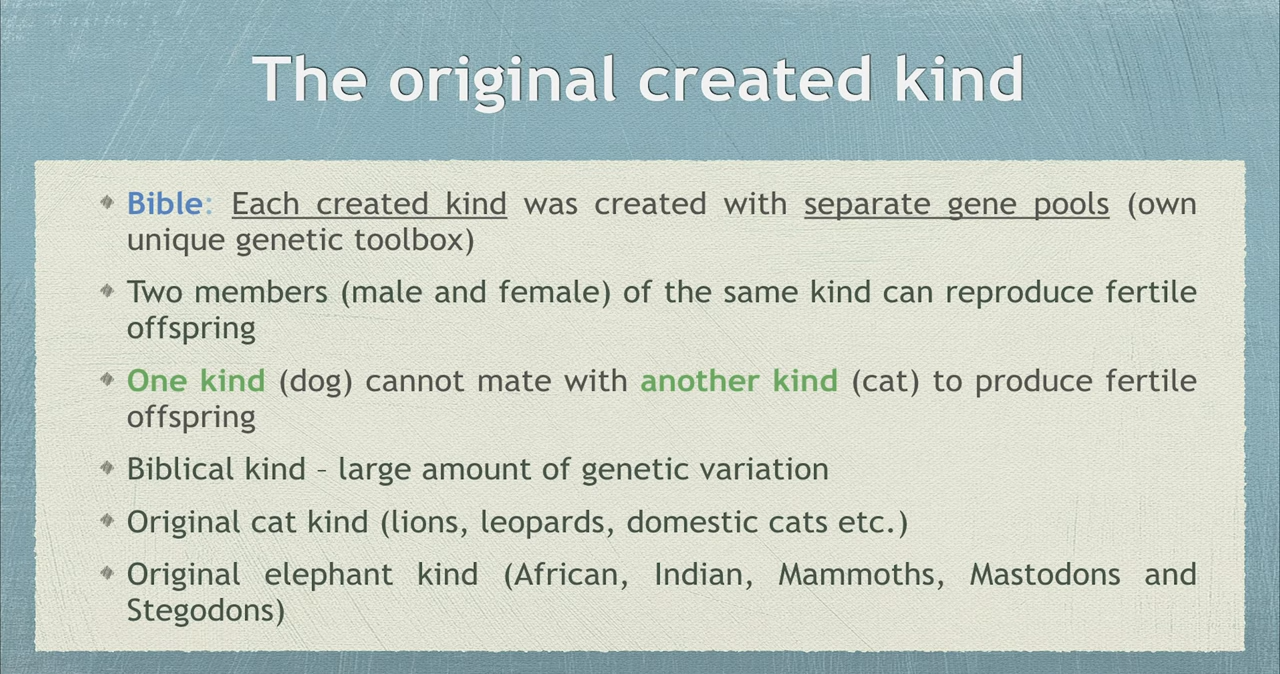 The original created kind
Bible: Each created kind was created with separate gene pools (own
unique genetic toolbox)
Two members (male and female) of the same kind can reproduce fertile
offspring
One kind (dog) cannot mate with another kind (cat) to produce fertile
offspring
Biblical kind – large amount of genetic variation
Original cat kind (lions, leopards, domestic cats etc.)
Original elephant kind (African, Indian, Mammoths, Mastodons and
Stegodons)